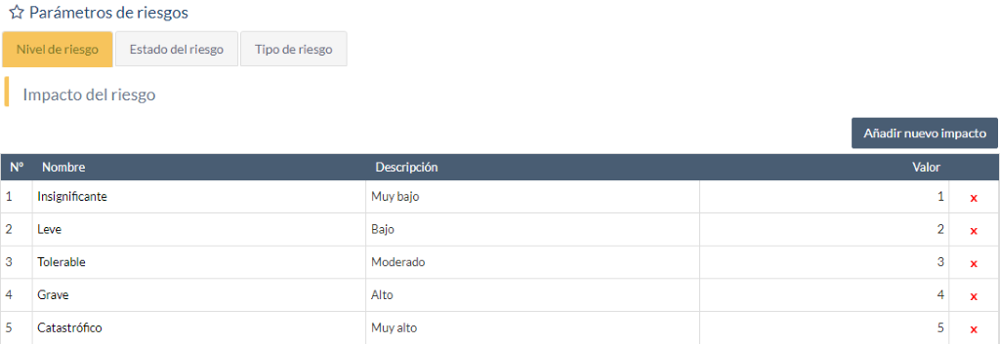 Parámetros de riesgos
Nivel de riesgo Estado del riesgo Tipo de riesgo
Impacto del riesgo
Añadir nuevo impacto
Nº Nombre Descripción Valor
1 Insignificante Muy bajo 1 x
2 Leve Bajo 2 x
3 Tolerable Moderado 3 x
4 Grave Alto 4 x
5 Catastrófico Muy alto 5 x